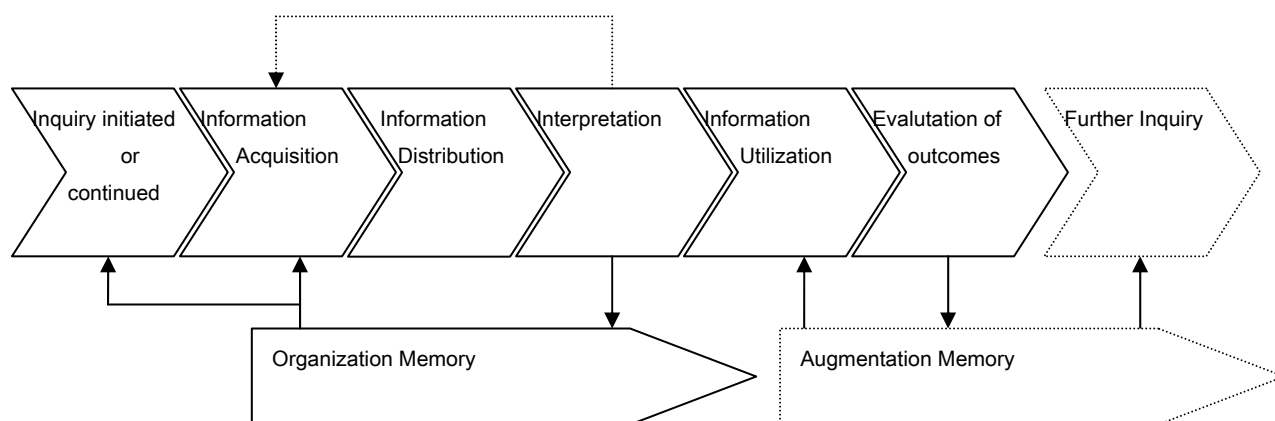 Inquiry initiated
or
continued
Information
Acquisition
Information
Distribution
Interpretation
Information
Utilization
Evalutation of
outcomes
Further Inquiry
Organization Memory
Augmentation Memory